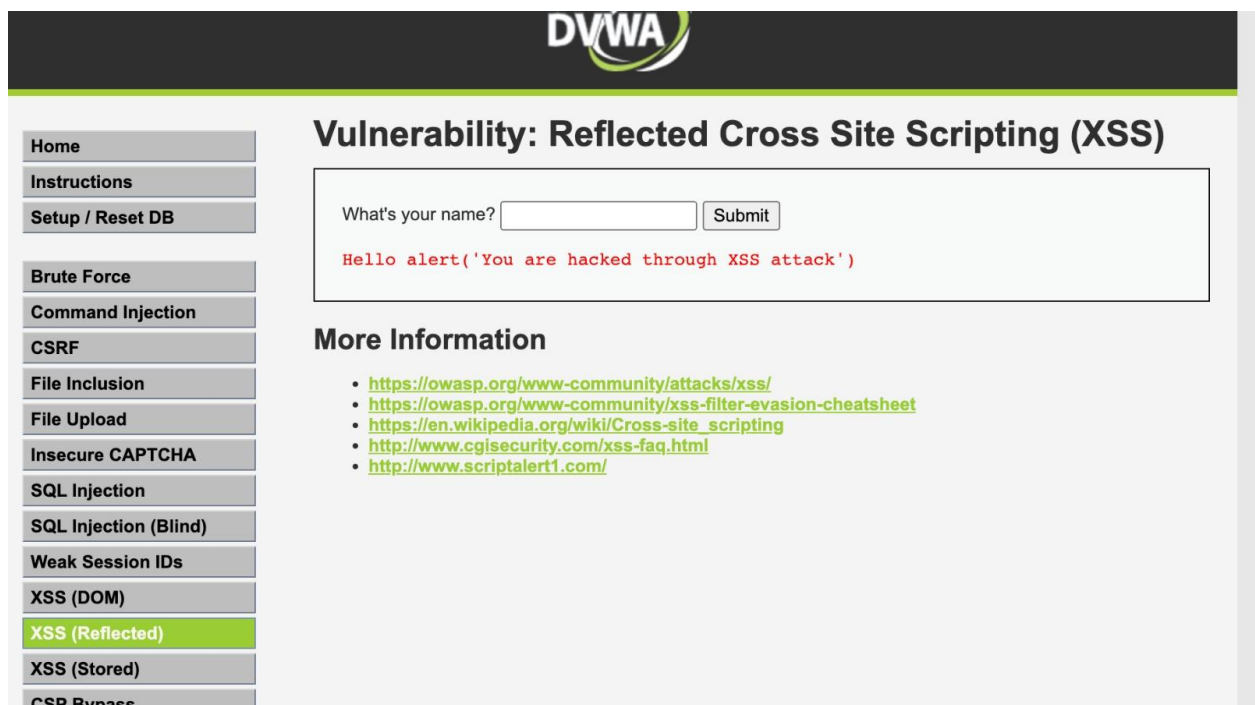 DVWA
Vulnerability: Reflected Cross Site Scripting (XSS)
Home
Instructions
Setup / Reset DB
Brute Force
Command Injection
CSRF
File Inclusion
File Upload
Insecure CAPTCHA
SQL Injection
SQL Injection (Blind)
Weak Session IDs
XSS (DOM)
XSS (Reflected)
XSS (Stored)
CSP Bypass
What's your name? Submit
Hello alert('You are hacked through XSS attack')
More Information
https://owasp.org/www-community/attacks/xss/
https://owasp.org/www-community/xss-filter-evasion-cheatsheet
https://en.wikipedia.org/wiki/Cross-site_scripting
http://www.cgisecurity.com/xss-faq.html
http://www.scriptalert1.com/